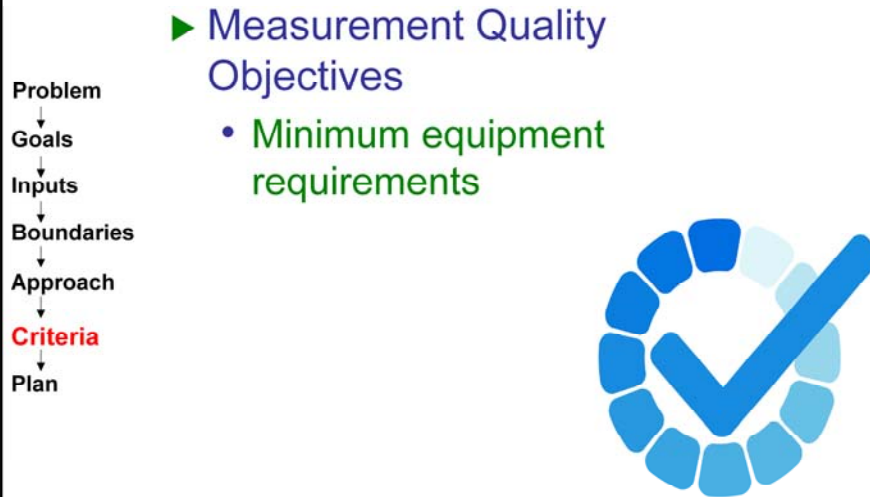 Measurement Quality
Objectives
• Minimum equipment
requirements
Problem
Goals
Inputs
Boundaries
Approach
Criteria
Plan